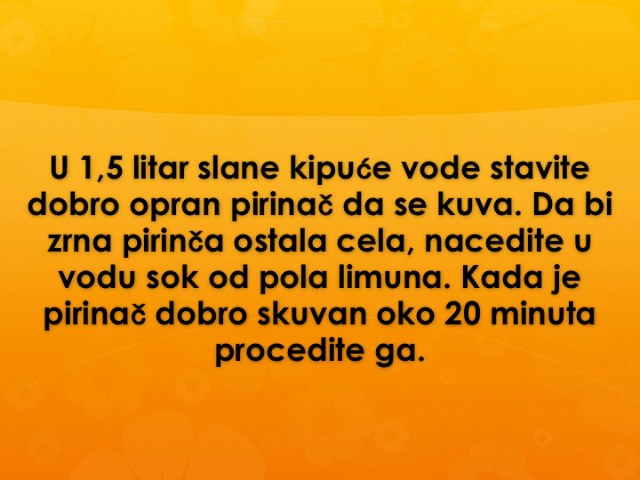 U 1,5 litar slane kipuće vode stavite
dobro opran pirinač da se kuva. Da bi
zrna pirinča ostala cela, nacedite u
vodu sok od pola limuna. Kada je
pirinač dobro skuvan oko 20 minuta
procedite ga.